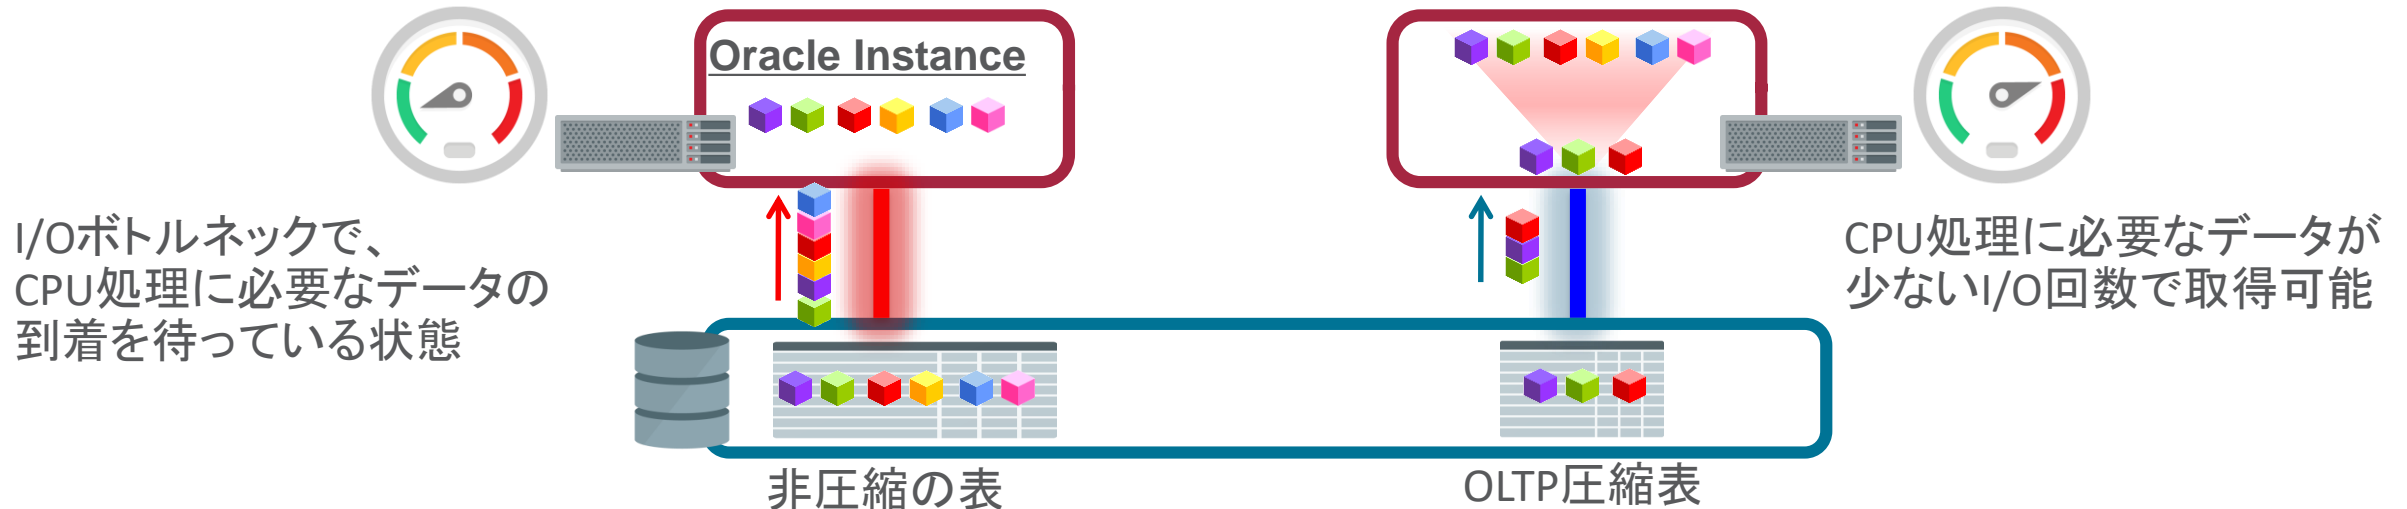 Oracle Instance
I/Oボトルネックで、
CPU処理に必要なデータの
到着を待っている状態
CPU処理に必要なデータが
少ないI/O回数で取得可能
非圧縮の表
OLTP圧縮表